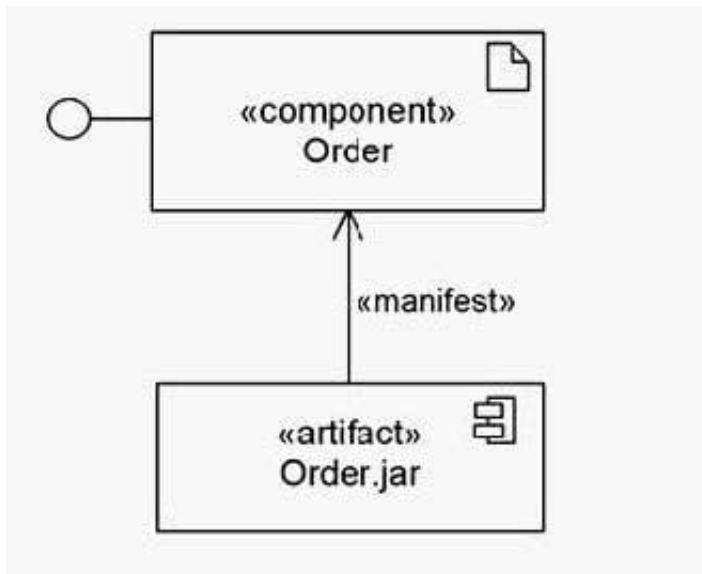 «component»
Order
«manifest»
«artifact»
Order.jar